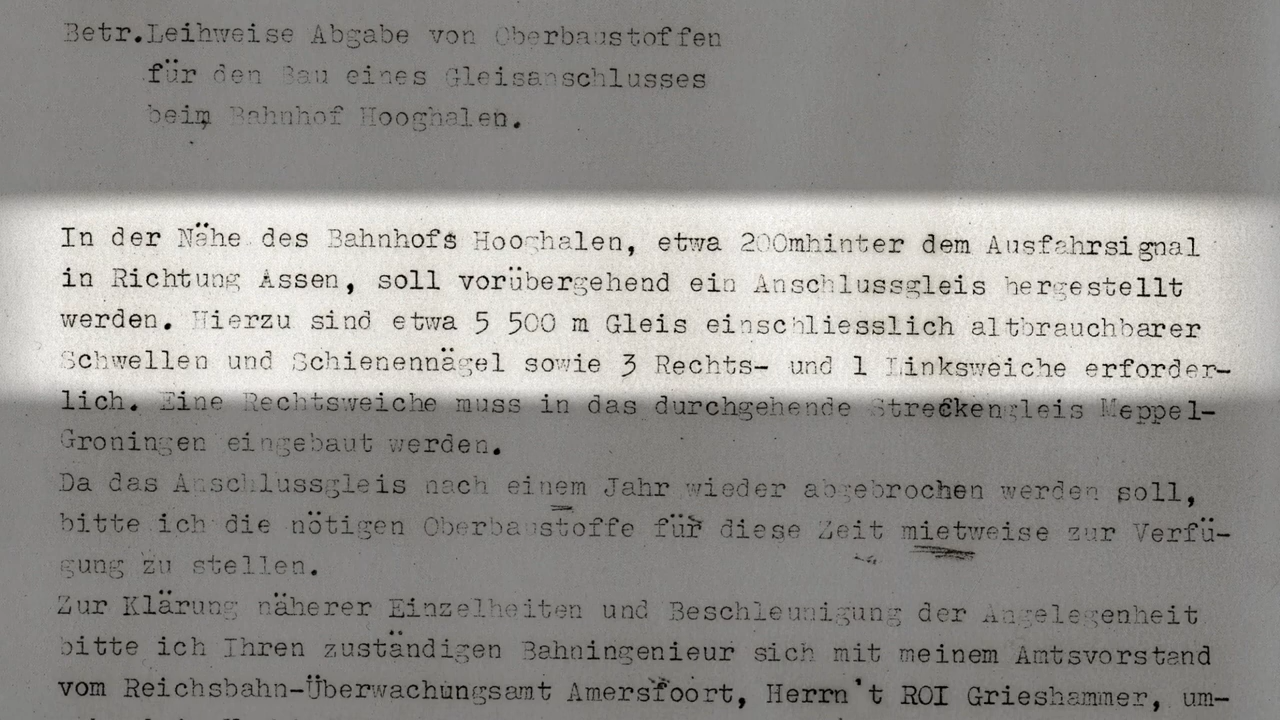 Betr.Leihweise Abgabe von Oberbaustoffen
für den Bau eines Gleisanschlusses
beim Bahnhof Hooghalen.
In der Nähe des Bahnhofs Hooghalen, etwa 200mhinter dem Ausfahrsignal
in Richtung Assen, soll vorübergehend ein Anschlussgleis hergestellt
werden. Hierzu sind etwa 5 500 m Gleis einschliesslich altbrauchbarer
Schwellen und Schienennägel sowie 3 Rechts- und 1 Linksweiche erforder-
lich. Eine Rechtsweiche muss in das durchgehende Streckengleis Meppel-
Groningen eingebaut werden.
Da das Anschlussgleis nach einem Jahr wieder abgebrochen werden soll,
bitte ich die nötigen Oberbaustoffe für diese Zeit mietweise zur Verfü-
gung zu stellen.
Zur Klärung näherer Einzelheiten und Beschleunigung der Angelegenheit
bitte ich Ihren zuständigen Bahningenieur sich mit meinem Amtsvorstand
vom Reichsbahn-Überwachungsamt Amersfoort, Herrn't ROI Grieshammer, um-